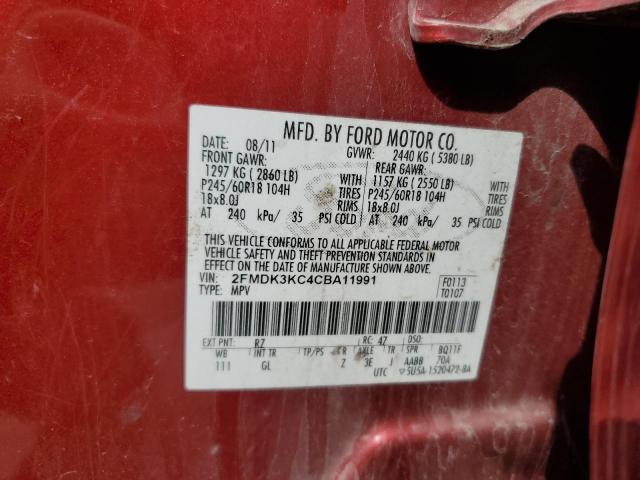 MFD. BY FORD MOTOR CO.
DATE: 08/11 GVWR: 2440 KG ( 5380 LB)
FRONT GAWR: REAR GAWR:
1297 KG ( 2860 LB) WITH 1157 KG ( 2550 LB) WITH
P245/60R18 104H TIRES P245/60R18 104H TIRES
18x8.0J RIMS 18x8.0J RIMS
AT 240 kPa/ 35 PSI COLD AT 240 kPa/ 35 PSI COLD
THIS VEHICLE CONFORMS TO ALL APPLICABLE FEDERAL MOTOR
VEHICLE SAFETY AND THEFT PREVENTION STANDARDS IN
EFFECT ON THE DATE OF MANUFACTURE SHOWN ABOVE.
VIN: 2FMDK3KC4CBA11991 F0113
TYPE: MPV T0107
EXT PNT: RZ RC: 47 DSO:
WB INT TR TP/PS R AXLE TR SPR BQ11F
111 GL Z 3E I AABB 70A
UTC